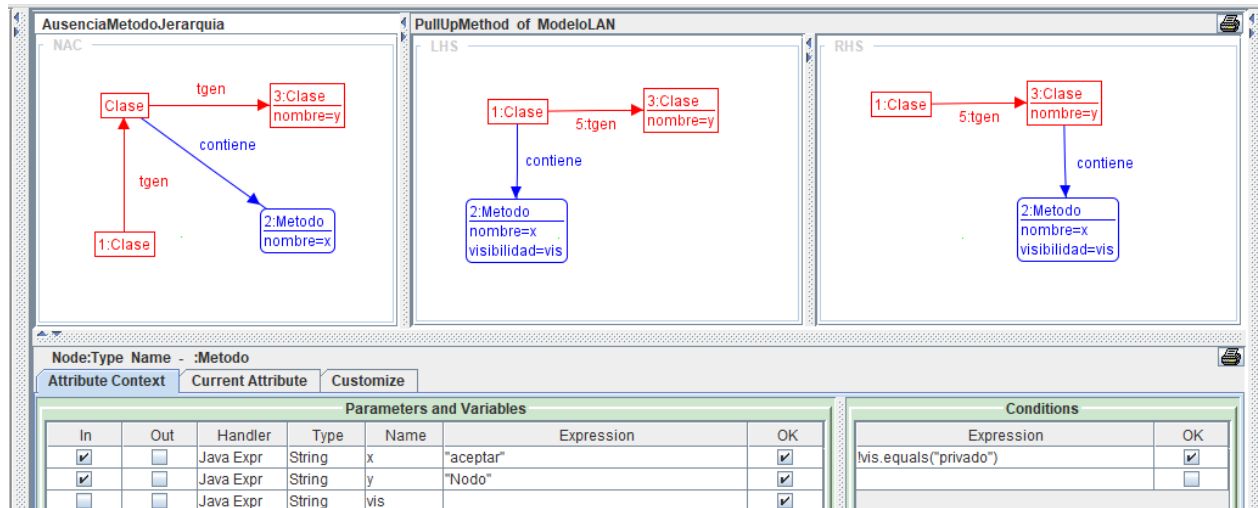 AusenciaMetodoJerarquia
PullUpMethod of ModeloLAN
NAC
Clase
tgen
3:Clase
nombre=y
contiene
tgen
2:Metodo
nombre=x
1:Clase
LHS
1:Clase
5:tgen
3:Clase
nombre=y
contiene
2:Metodo
nombre=x
visibilidad=vis
RHS
1:Clase
5:tgen
3:Clase
nombre=y
contiene
2:Metodo
nombre=x
visibilidad=vis
Node:Type Name - :Metodo
Attribute Context Current Attribute Customize
Parameters and Variables
In Out Handler Type Name Expression OK
Java Expr String x "aceptar"
Java Expr String y "Nodo"
Java Expr String vis
Conditions
Expression OK
!vis.equals("privado")